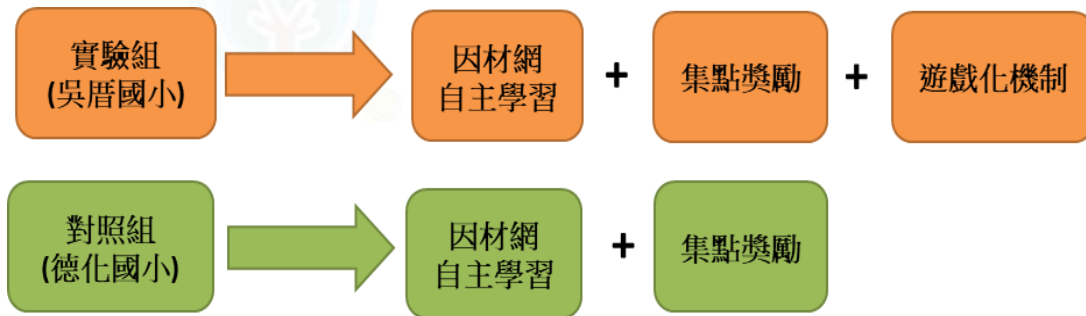 實驗組
(吳厝國小)
因材網
自主學習
+
集點獎勵
+
遊戲化機制
對照組
(德化國小)
因材網
自主學習
+
集點獎勵